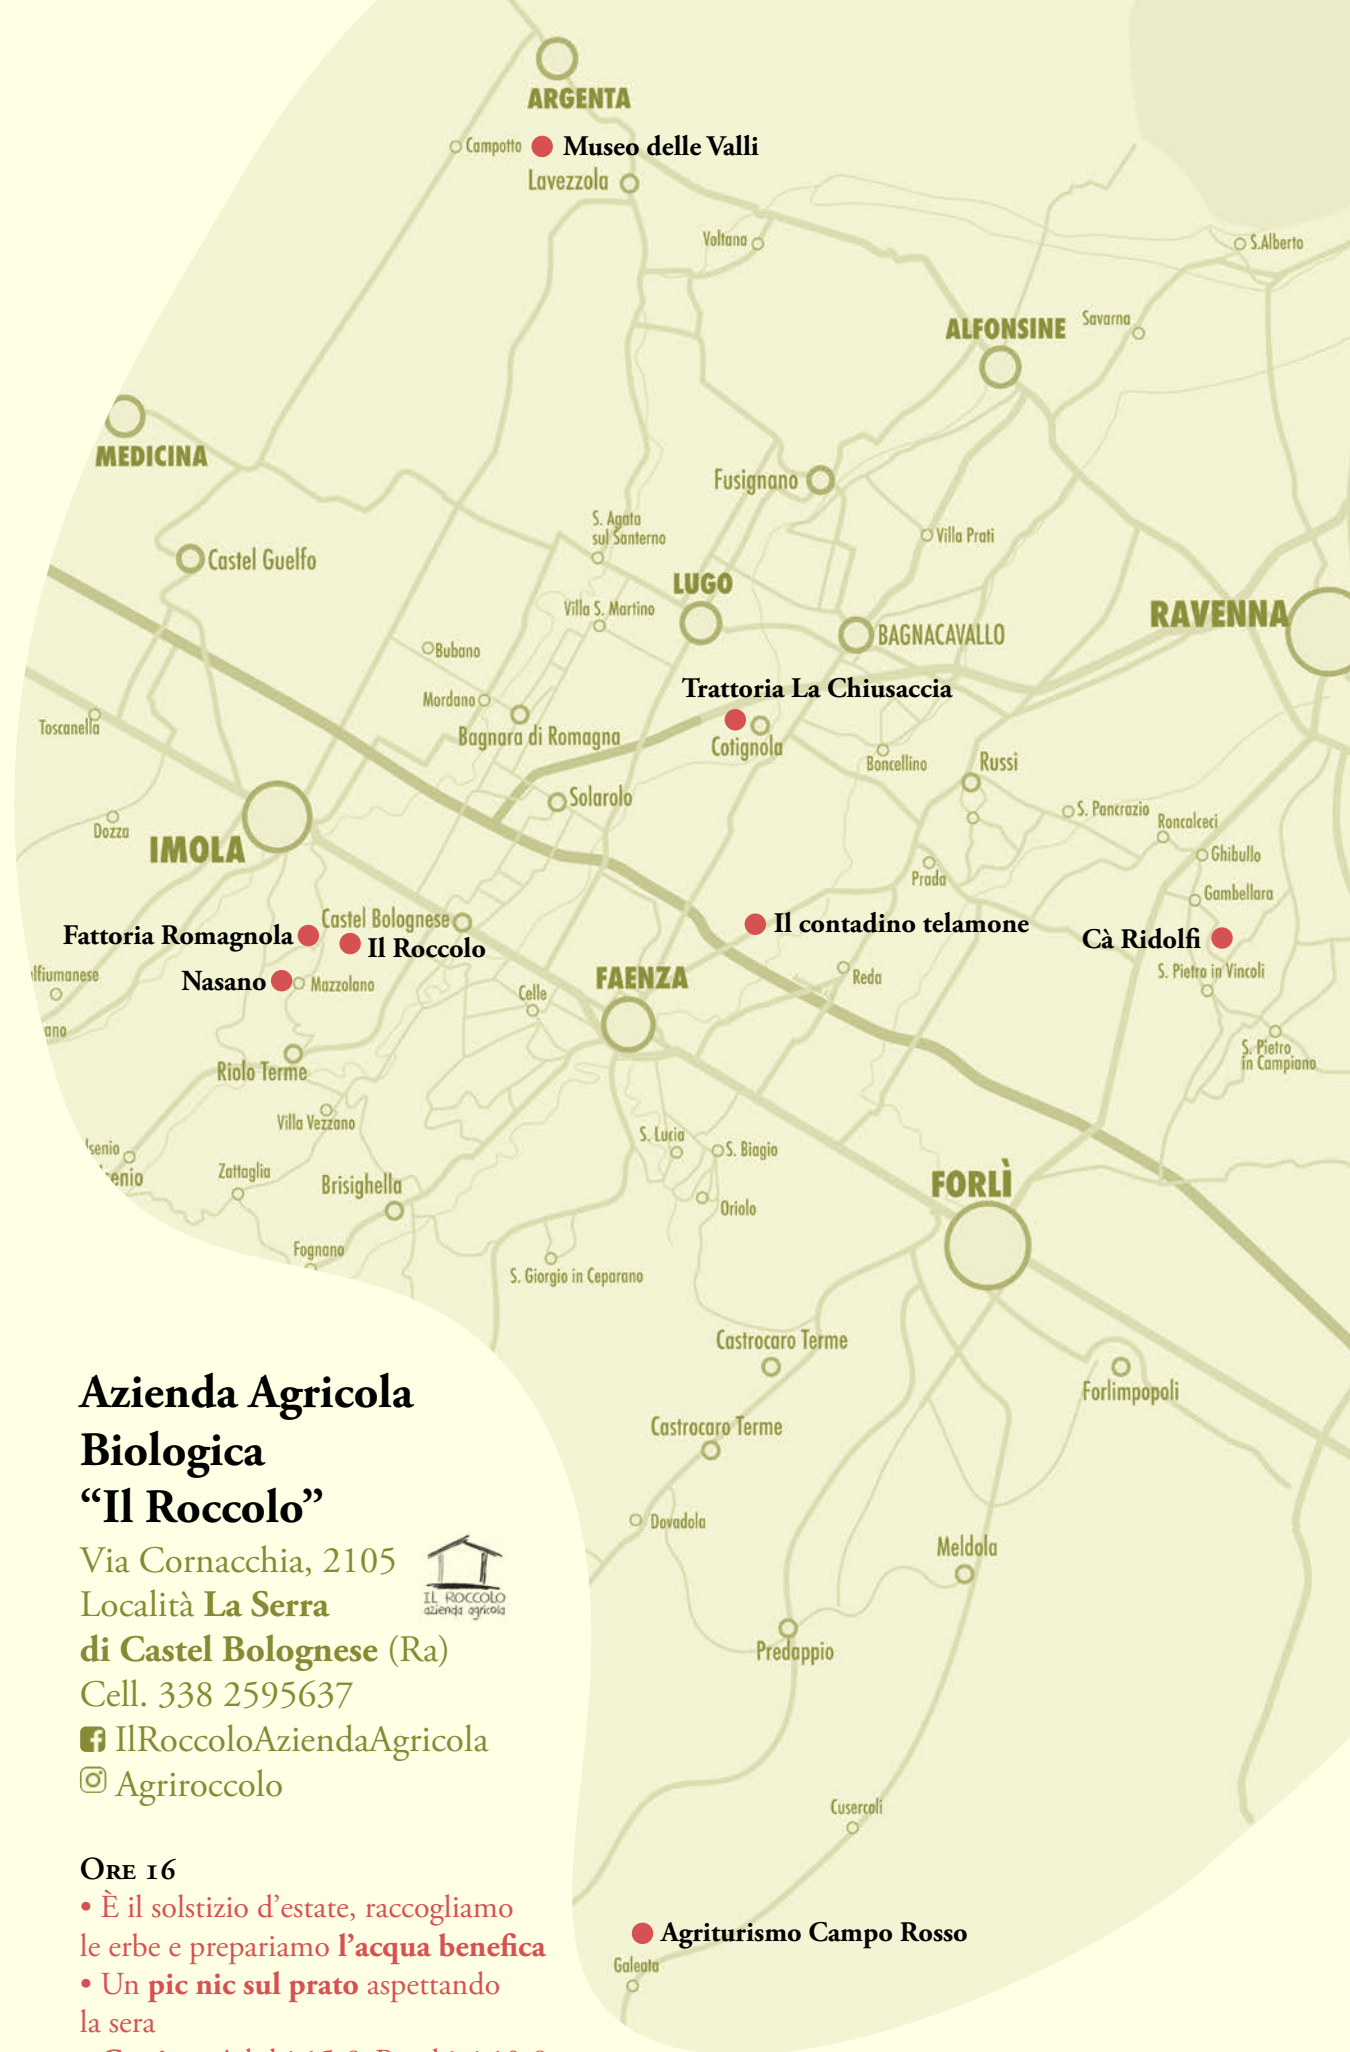 ARGENTA
Campotto
Museo delle Valli
Lavezzola
Voltana
S.Alberto
ALFONSINE
Savarna
MEDICINA
Fusignano
S. Agata
sul Santerno
Villa Prati
Castel Guelfo
LUGO
Villa S. Martino
RAVENNA
BAGNACAVALLO
Bubano
Trattoria La Chiusaccia
Mordano
Toscanella
Bagnara di Romagna
Cotignola
Boncellino
Russi
Solarolo
S. Pancrazio
Roncalceci
Dozza
IMOLA
Ghibullo
Prada
Gambellara
Castel Bolognese
Il contadino telamone
Fattoria Romagnola
Il Roccolo
Cà Ridolfi
lfiumanese
Nasano
Mazzolano
FAENZA
Reda
S. Pietro in Vincoli
Celle
ano
S. Pietro
in Campiano
Riolo Terme
Villa Vezzano
S. Lucia
S. Biagio
senio
enio
Zattaglia
Brisighella
FORLÌ
Oriolo
Fognano
S. Giorgio in Ceparano
Castrocaro Terme
Forlimpopoli
Castrocaro Terme
Dovadola
Meldola
Predappio
Cusercoli
Agriturismo Campo Rosso
Galeata
Azienda Agricola
Biologica
“Il Roccolo”
Via Cornacchia, 2105
Località La Serra
di Castel Bolognese (Ra)
Cell. 338 2595637
IlRoccoloAziendaAgricola
Agriroccolo
IL ROCCOLO
azienda agricola
ORE 16
• È il solstizio d’estate, raccogliamo
le erbe e prepariamo l’acqua benefica
• Un pic nic sul prato aspettando
la sera